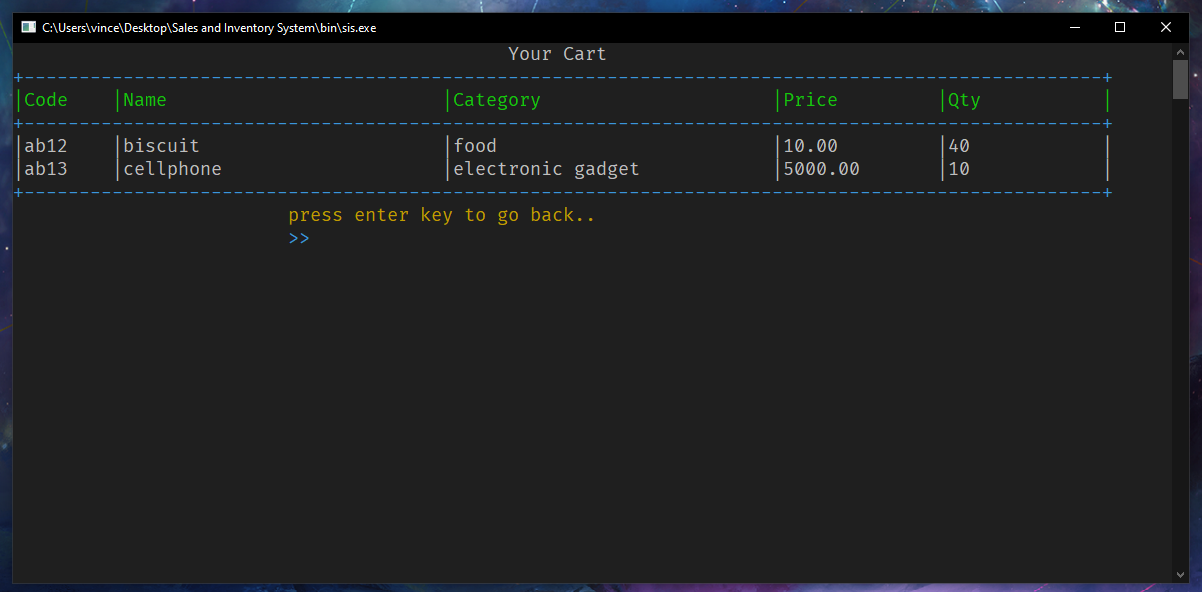 C:\Users\vince\Desktop\Sales and Inventory System\bin\sis.exe
Your Cart
+--------------------------------------------------------------------------------------------------+
|Code |Name |Category |Price |Qty |
+--------------------------------------------------------------------------------------------------+
|ab12 |biscuit |food |10.00 |40 |
|ab13 |cellphone |electronic gadget |5000.00 |10 |
+--------------------------------------------------------------------------------------------------+
press enter key to go back..
>>